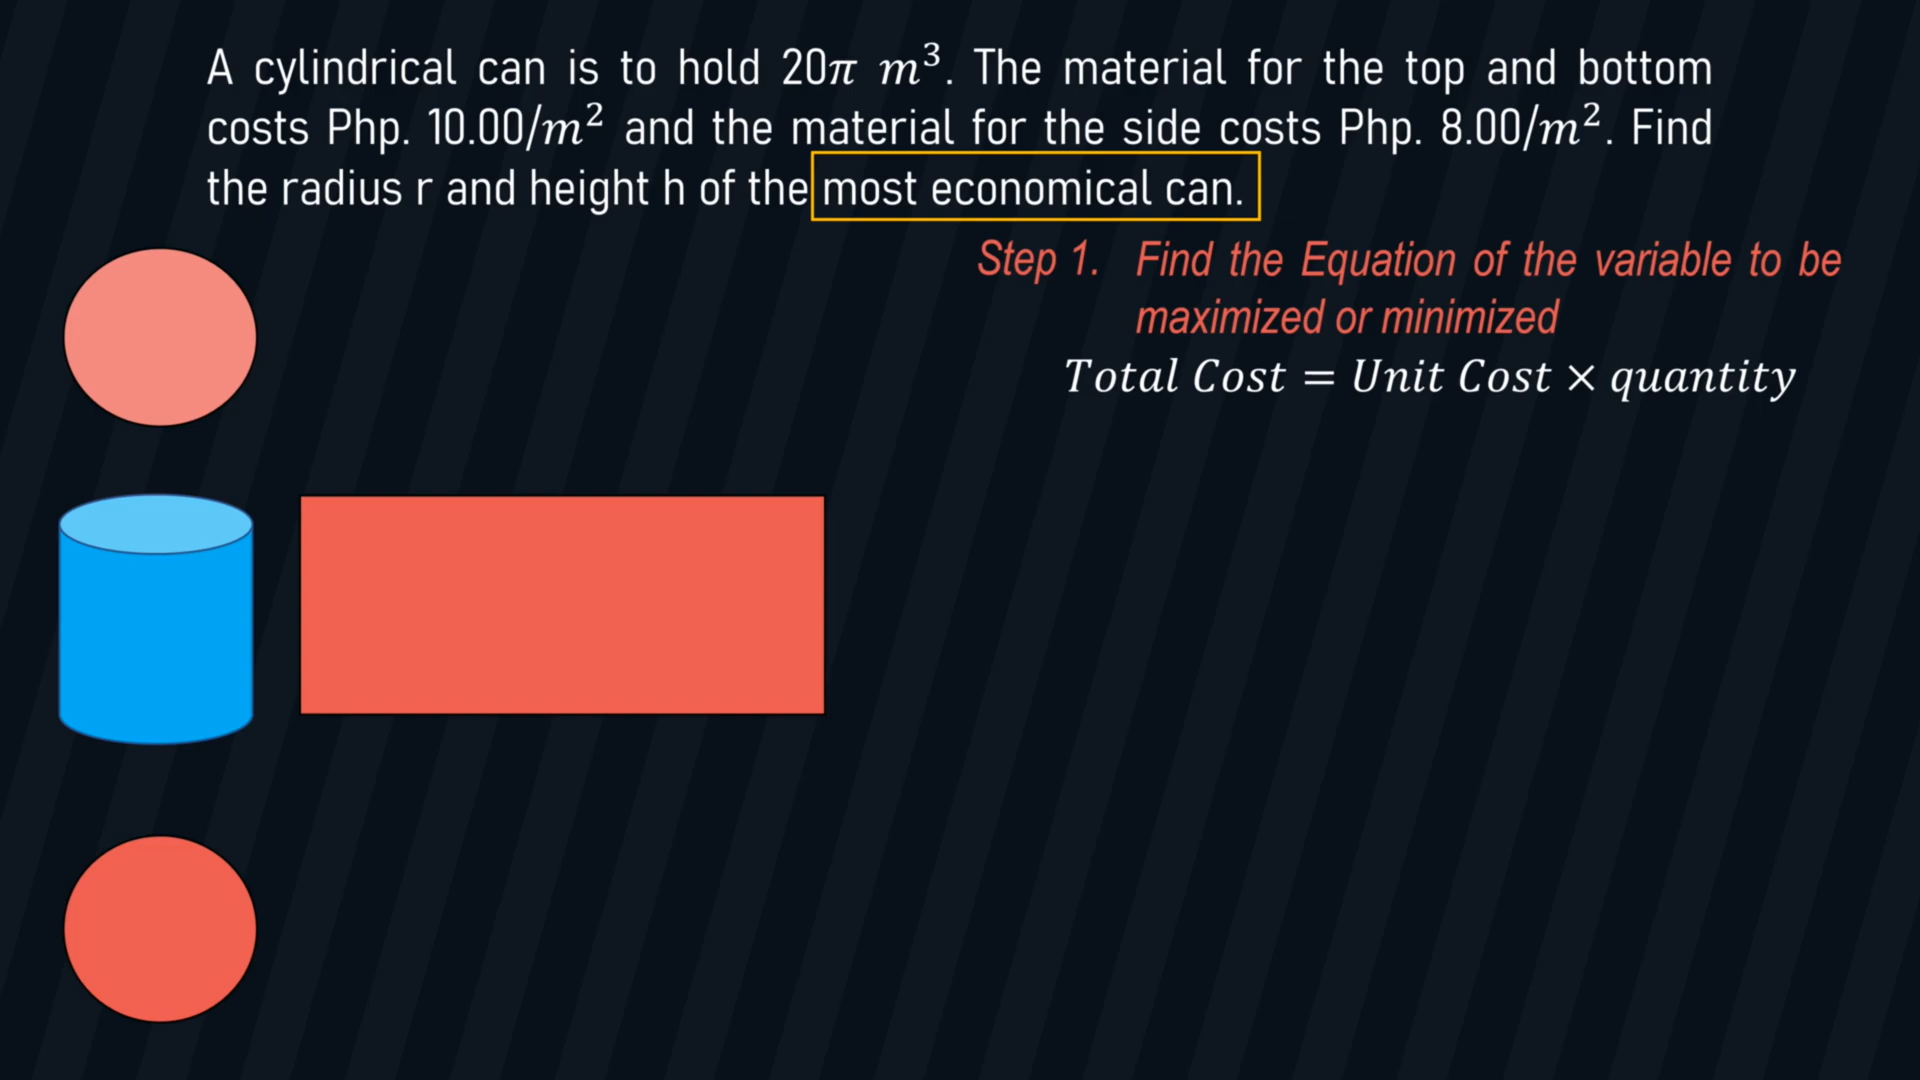 A cylindrical can is to hold 20π m³. The material for the top and bottom
costs Php. 10.00/m² and the material for the side costs Php. 8.00/m². Find
the radius r and height h of the most economical can.
Step 1. Find the Equation of the variable to be
maximized or minimized
Total Cost = Unit Cost × quantity